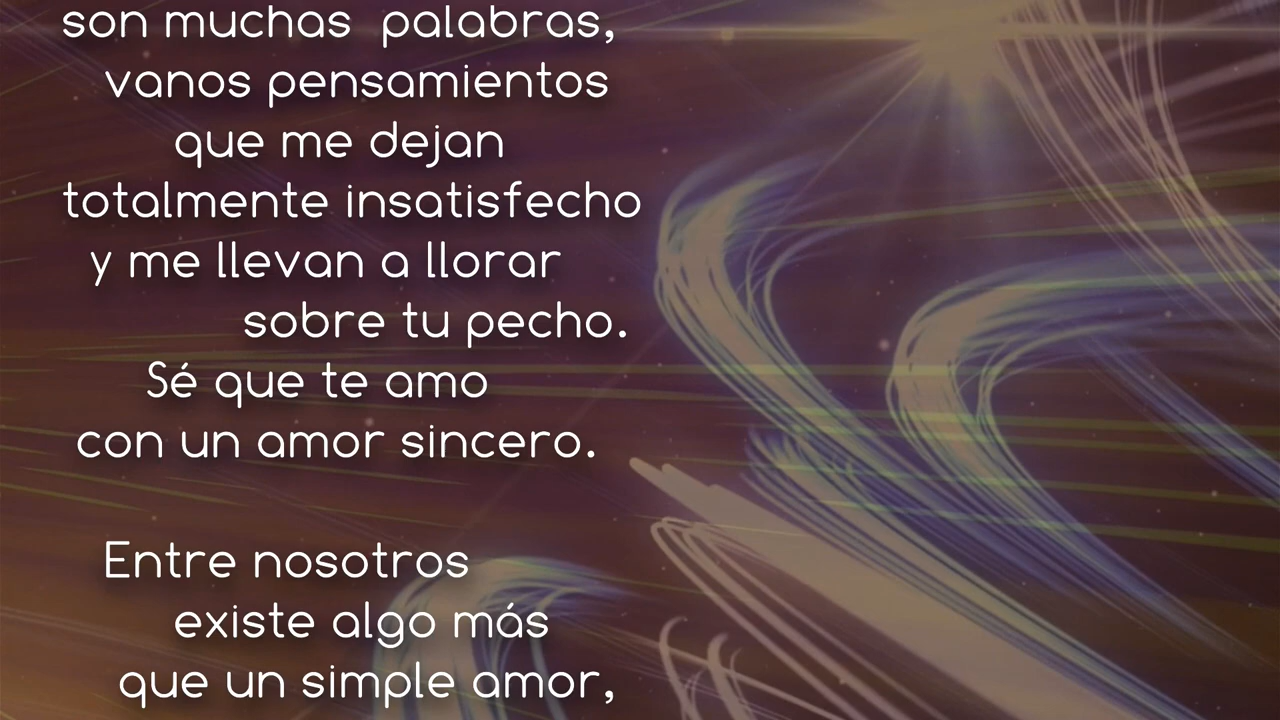 son muchas palabras,
vanos pensamientos
que me dejan
totalmente insatisfecho
y me llevan a llorar
sobre tu pecho.
Sé que te amo
con un amor sincero.
Entre nosotros
existe algo más
que un simple amor,